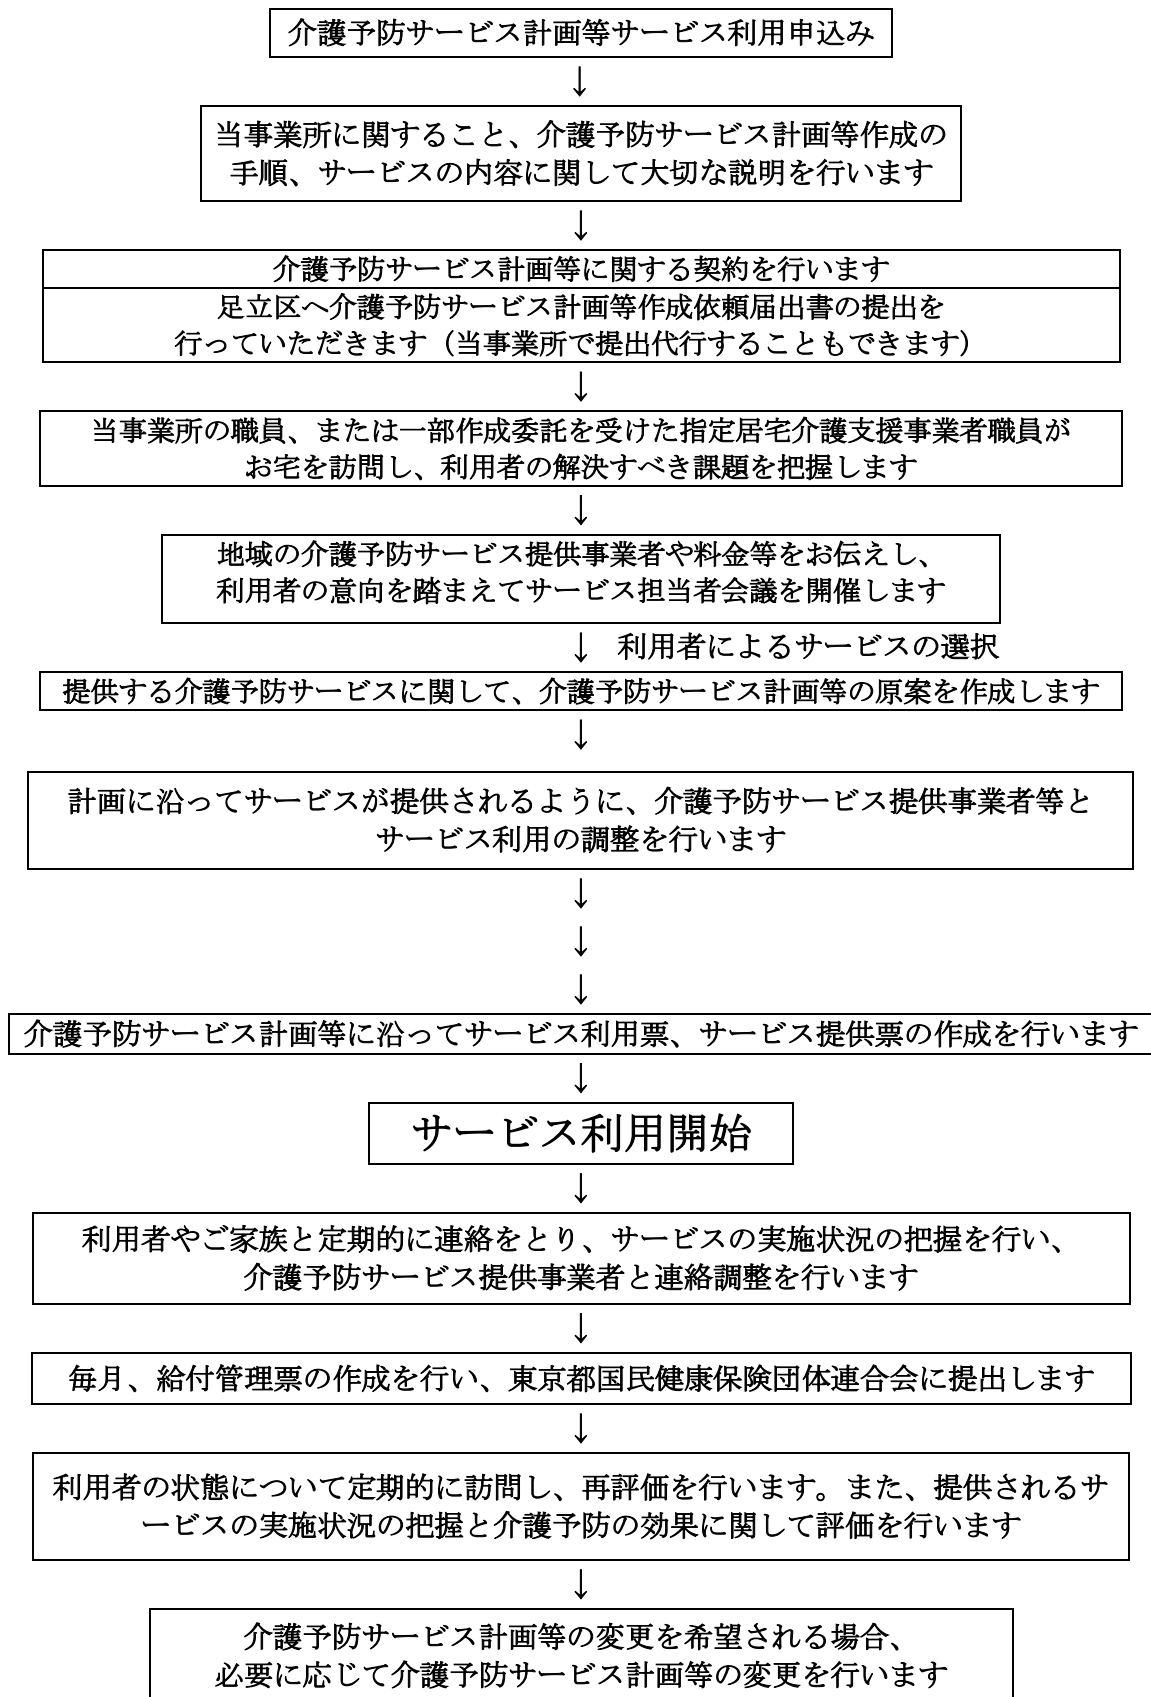 介護予防サービス計画等サービス利用申込み
↓
当事業所に関すること、介護予防サービス計画等作成の
手順、サービスの内容に関して大切な説明を行います
↓
介護予防サービス計画等に関する契約を行います
足立区へ介護予防サービス計画等作成依頼届出書の提出を
行っていただきます（当事業所で提出代行することもできます）
↓
当事業所の職員、または一部作成委託を受けた指定居宅介護支援事業者職員が
お宅を訪問し、利用者の解決すべき課題を把握します
↓
地域の介護予防サービス提供事業者や料金等をお伝えし、
利用者の意向を踏まえてサービス担当者会議を開催します
↓ 利用者によるサービスの選択
提供する介護予防サービスに関して、介護予防サービス計画等の原案を作成します
↓
計画に沿ってサービスが提供されるように、介護予防サービス提供事業者等と
サービス利用の調整を行います
↓
↓
↓
介護予防サービス計画等に沿ってサービス利用票、サービス提供票の作成を行います
↓
サービス利用開始
↓
利用者やご家族と定期的に連絡をとり、サービスの実施状況の把握を行い、
介護予防サービス提供事業者と連絡調整を行います
↓
毎月、給付管理票の作成を行い、東京都国民健康保険団体連合会に提出します
↓
利用者の状態について定期的に訪問し、再評価を行います。また、提供されるサ
ービスの実施状況の把握と介護予防の効果に関して評価を行います
↓
介護予防サービス計画等の変更を希望される場合、
必要に応じて介護予防サービス計画等の変更を行います